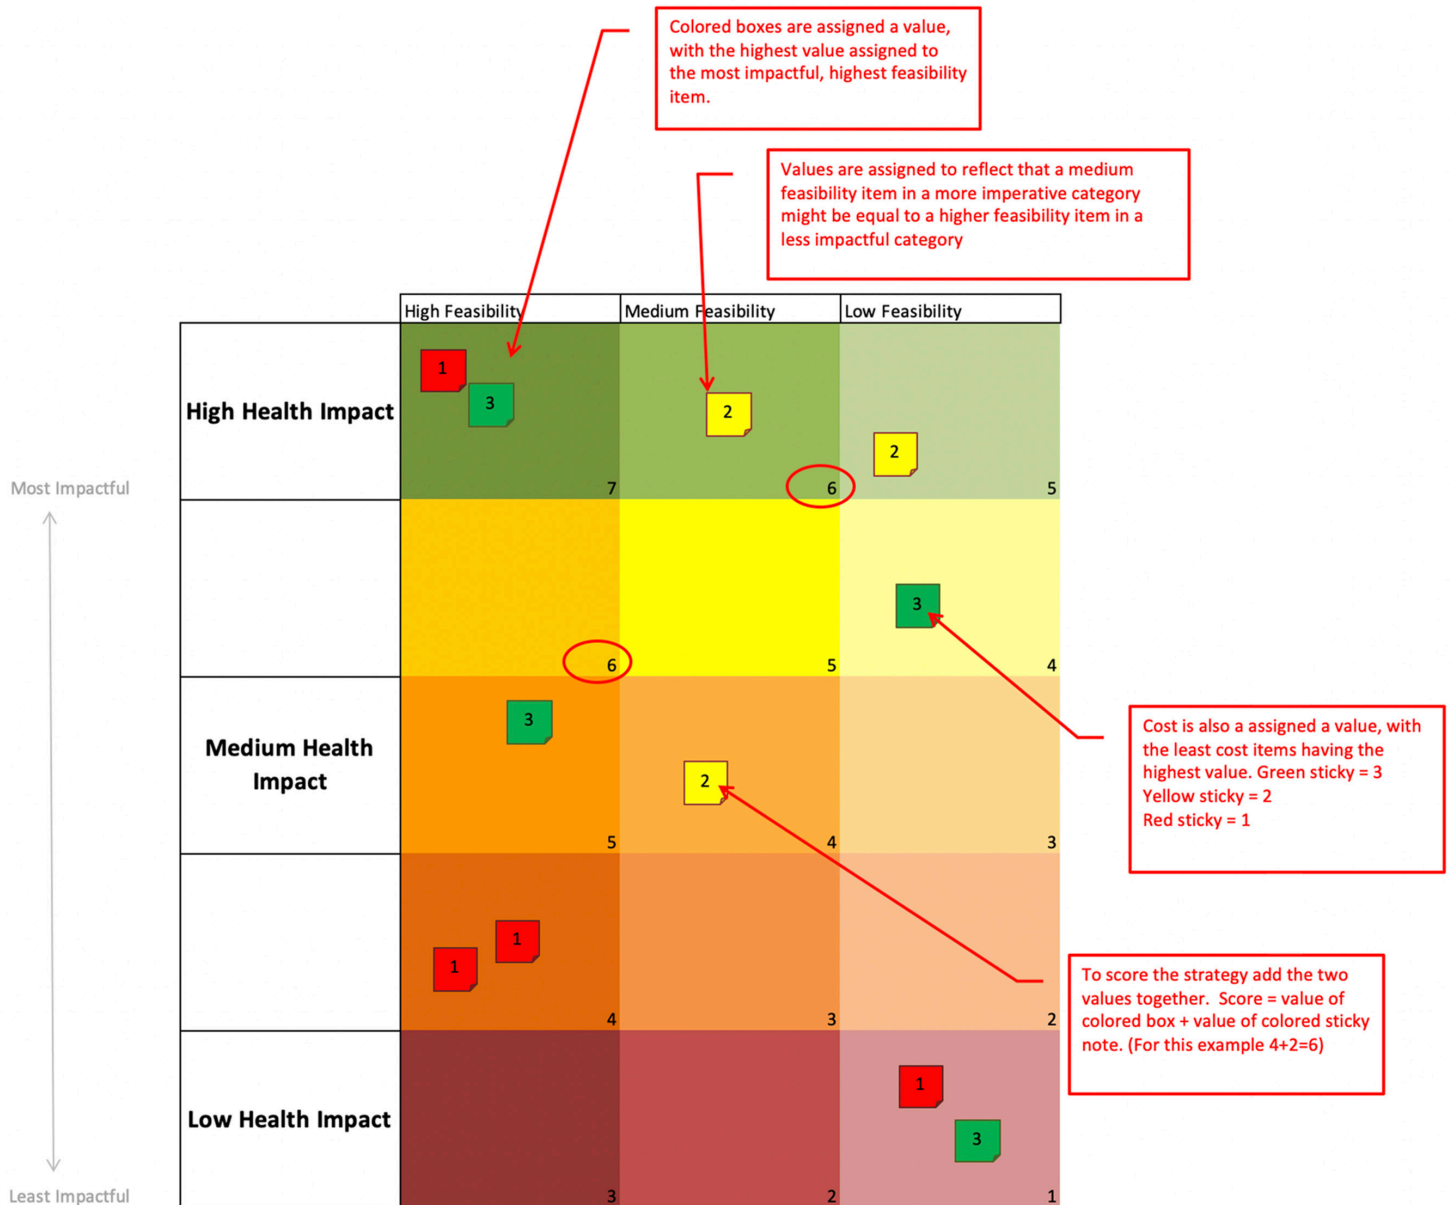 Colored boxes are assigned a value,
with the highest value assigned to
the most impactful, highest feasibility
item.
Values are assigned to reflect that a medium
feasibility item in a more imperative category
might be equal to a higher feasibility item in a
less impactful category
High Feasibility
Medium Feasibility
Low Feasibility
High Health Impact
1
3
2
2
7
6
5
Most Impactful
3
6
5
4
Medium Health
Impact
3
2
5
4
3
Cost is also a assigned a value, with
the least cost items having the
highest value. Green sticky = 3
Yellow sticky = 2
Red sticky = 1
1
1
4
3
2
To score the strategy add the two
values together.  Score = value of
colored box + value of colored sticky
note. (For this example 4+2=6)
Low Health Impact
1
3
3
2
1
Least Impactful